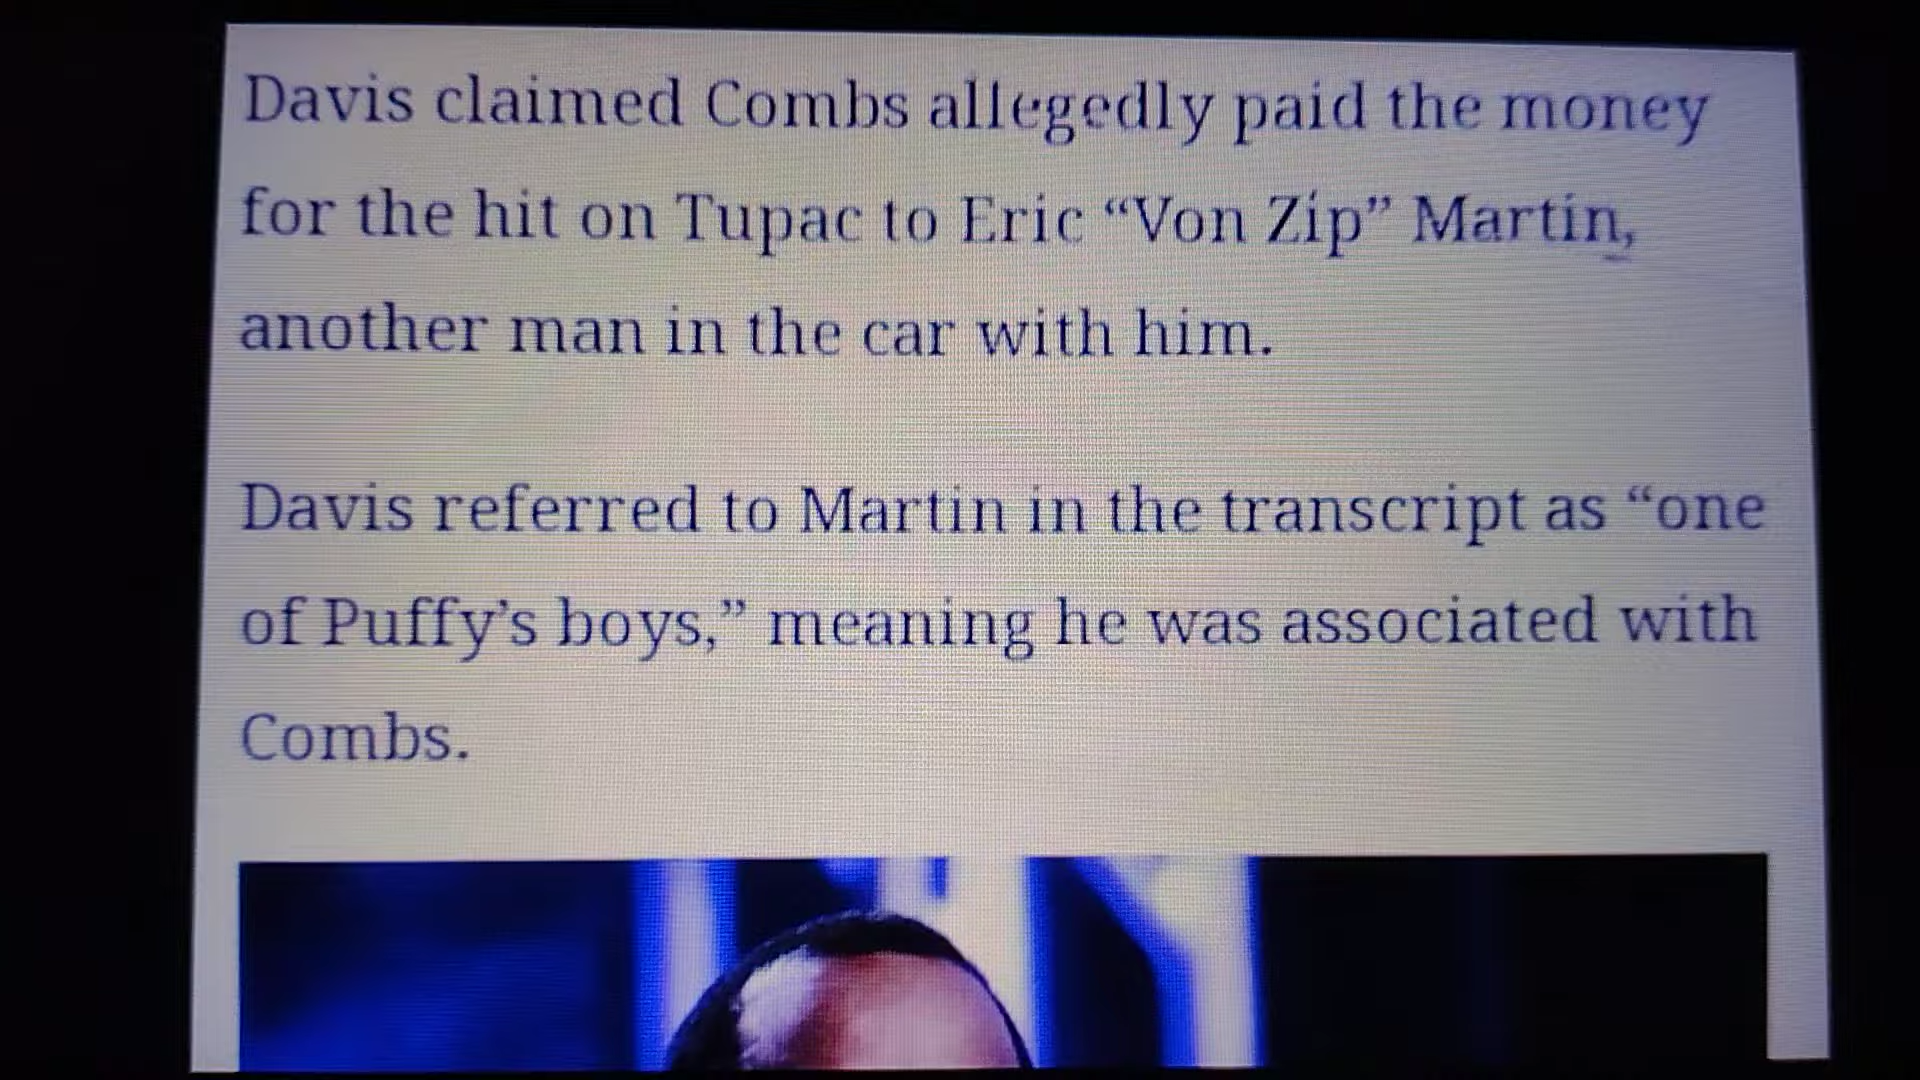 Davis claimed Combs allegedly paid the money
for the hit on Tupac to Eric “Von Zip” Martin,
another man in the car with him.
Davis referred to Martin in the transcript as “one
of Puffy’s boys,” meaning he was associated with
Combs.